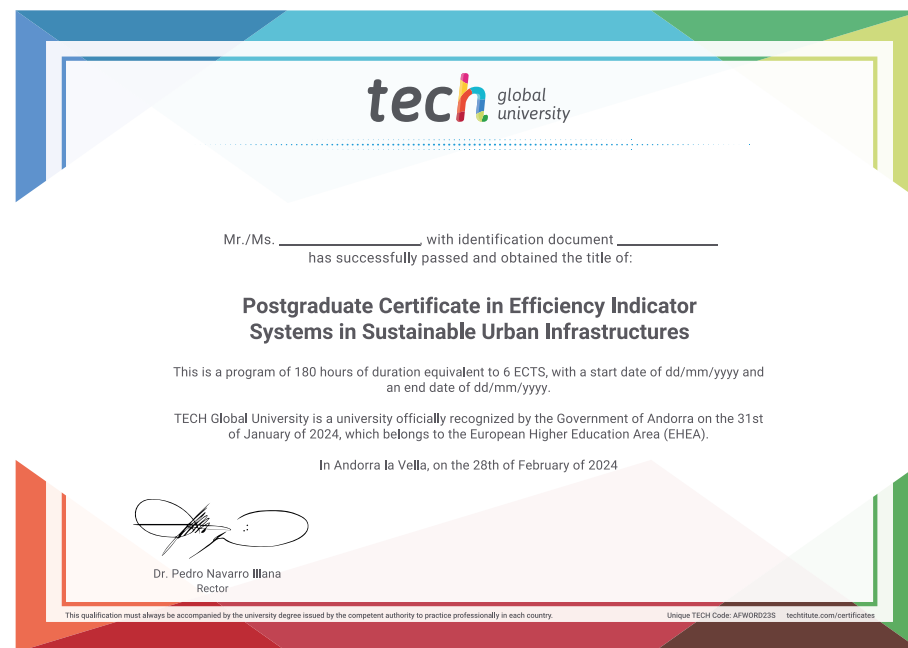 tech global university
Mr./Ms. ____________________, with identification document ______________
has successfully passed and obtained the title of:
Postgraduate Certificate in Efficiency Indicator
Systems in Sustainable Urban Infrastructures
This is a program of 180 hours of duration equivalent to 6 ECTS, with a start date of dd/mm/yyyy and
an end date of dd/mm/yyyy.
TECH Global University is a university officially recognized by the Government of Andorra on the 31st
of January of 2024, which belongs to the European Higher Education Area (EHEA).
In Andorra la Vella, on the 28th of February of 2024
Dr. Pedro Navarro Illana
Rector
This qualification must always be accompanied by the university degree issued by the competent authority to practice professionally in each country.
Unique TECH Code: AFWORD23S techtitute.com/certificates